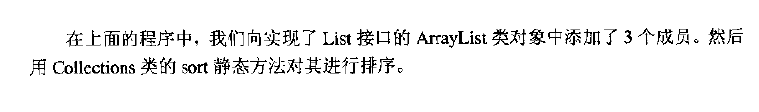 在上面的程序中，我们向实现了 List 接口的 ArrayList 类对象中添加了 3 个成员。然后
用 Collections 类的 sort 静态方法对其进行排序。